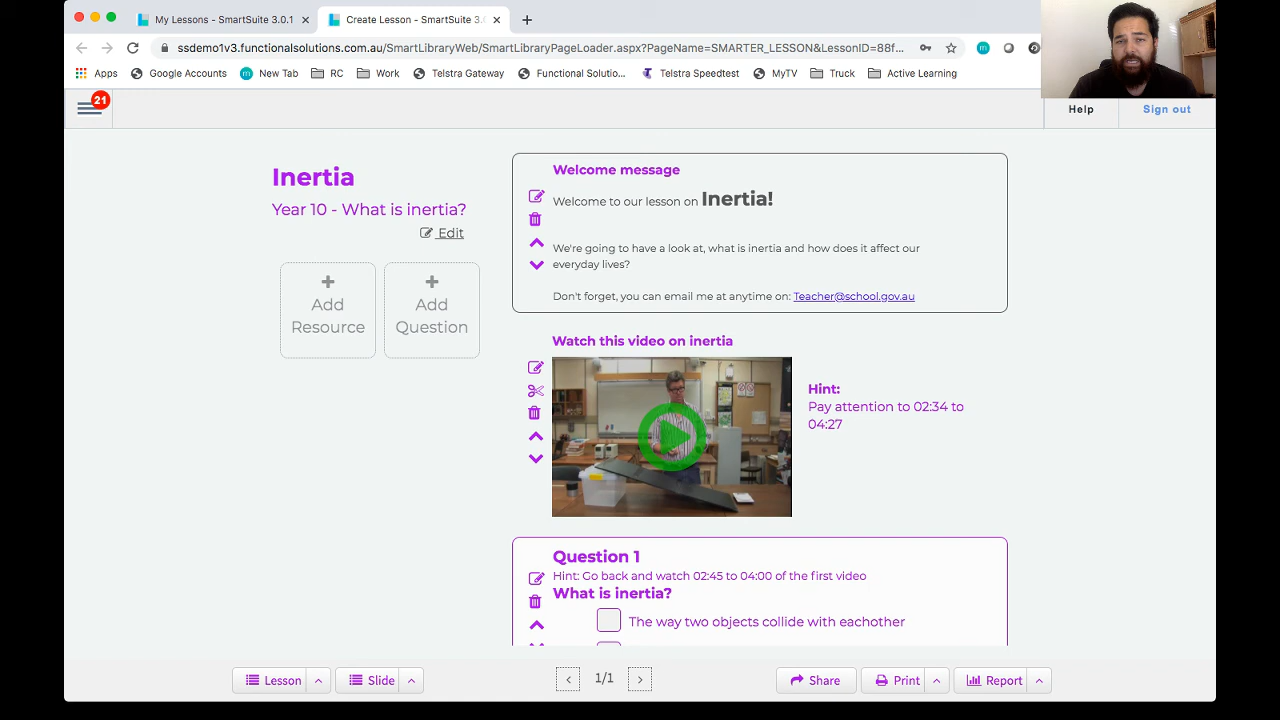 My Lessons - SmartSuite 3.0.1
Create Lesson - SmartSuite 3.0
ssdemo1v3.functionalsolutions.com.au/SmartLibraryWeb/SmartLibraryPageLoader.aspx?PageName=SMARTER_LESSON&LessonID=88f...
Apps
Google Accounts
New Tab
RC
Work
Telstra Gateway
Functional Solutio...
Telstra Speedtest
MyTV
Truck
Active Learning
21
Help
Sign out
Inertia
Year 10 - What is inertia?
Edit
+
Add
Resource
+
Add
Question
Welcome message
Welcome to our lesson on Inertia!
We're going to have a look at, what is inertia and how does it affect our
everyday lives?
Don't forget, you can email me at anytime on: Teacher@school.gov.au
Watch this video on inertia
Hint:
Pay attention to 02:34 to
04:27
Question 1
Hint: Go back and watch 02:45 to 04:00 of the first video
What is inertia?
The way two objects collide with eachother
Lesson
Slide
1/1
Share
Print
Report